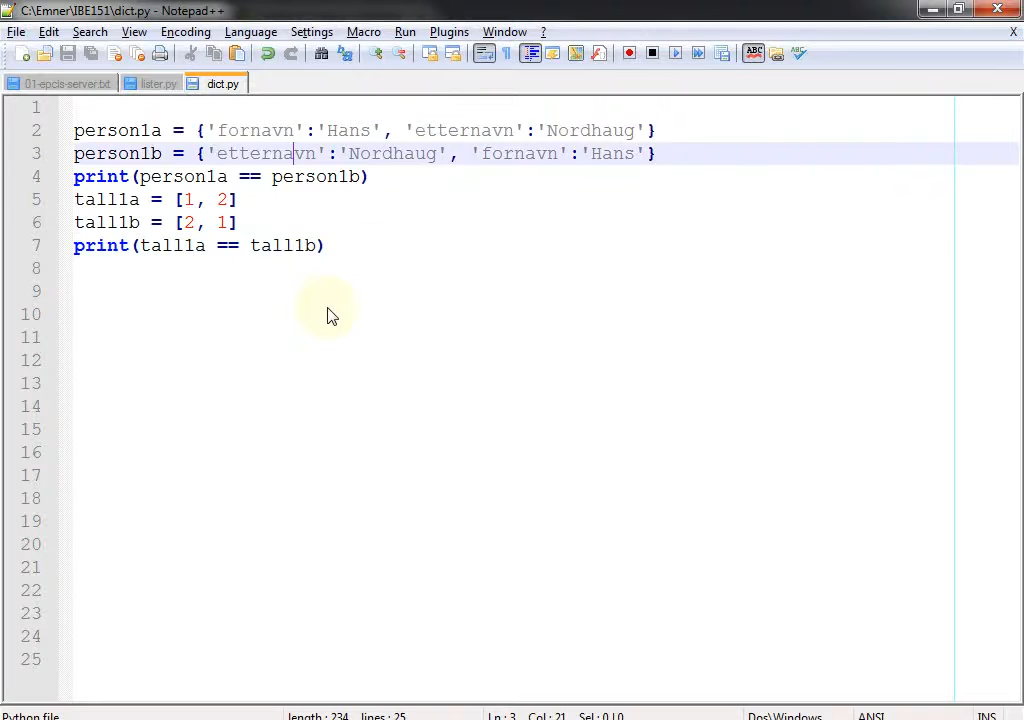 C:\Emner\IBE151\dict.py - Notepad++
File Edit Search View Encoding Language Settings Macro Run Plugins Window ? X
01-epcis-server.txt lister.py dict.py
1
2 person1a = {'fornavn':'Hans', 'etternavn':'Nordhaug'}
3 person1b = {'etternavn':'Nordhaug', 'fornavn':'Hans'}
4 print(person1a == person1b)
5 tall1a = [1, 2]
6 tall1b = [2, 1]
7 print(tall1a == tall1b)
8
9
10
11
12
13
14
15
16
17
18
19
20
21
22
23
24
25
Python file length : 234 lines : 25 Ln : 3 Col : 21 Sel : 0 | 0 Dos\Windows ANSI INS